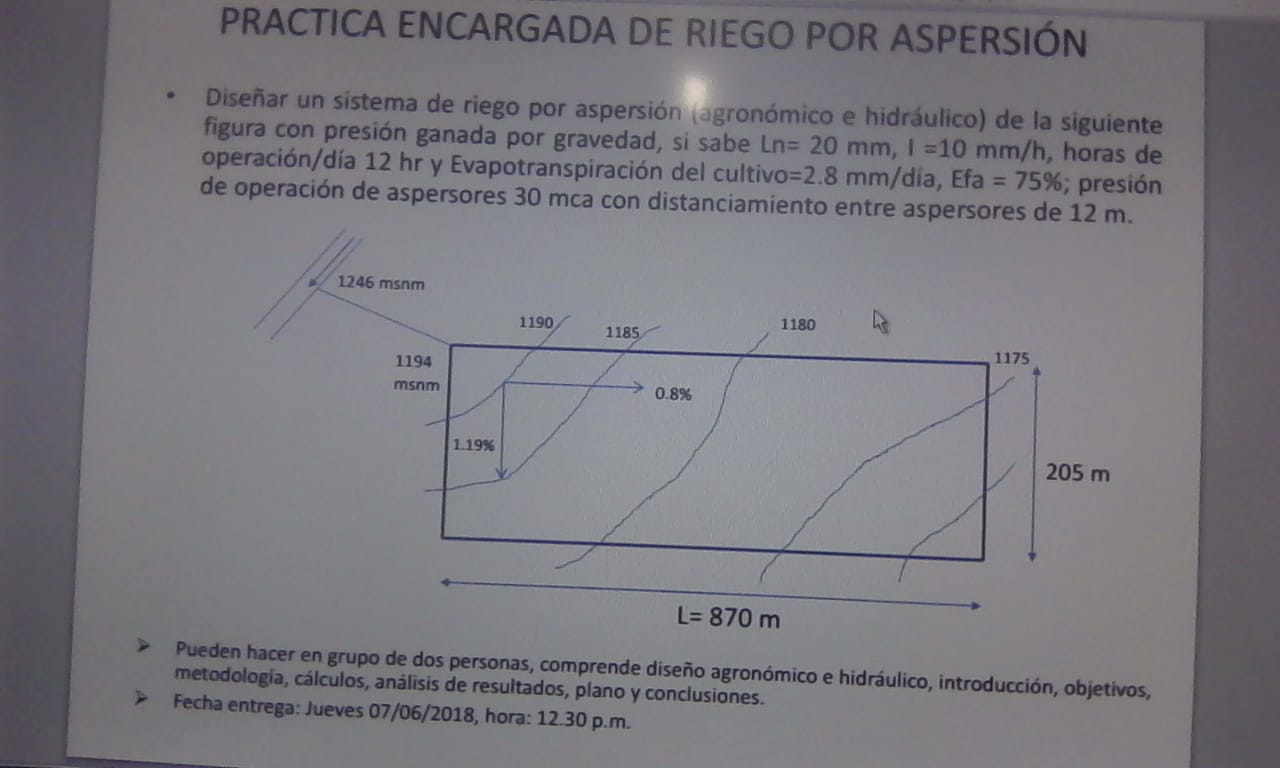 PRACTICA ENCARGADA DE RIEGO POR ASPERSIÓN
• Diseñar un sistema de riego por aspersión (agronómico e hidráulico) de la siguiente
figura con presión ganada por gravedad, si sabe Ln= 20 mm, I =10 mm/h, horas de
operación/día 12 hr y Evapotranspiración del cultivo=2.8 mm/día, Efa = 75%; presión
de operación de aspersores 30 mca con distanciamiento entre aspersores de 12 m.
1246 msnm
1190
1185
1180
1175
1194
msnm
0.8%
1.19%
205 m
L= 870 m
➢ Pueden hacer en grupo de dos personas, comprende diseño agronómico e hidráulico, introducción, objetivos,
metodología, cálculos, análisis de resultados, plano y conclusiones.
➢ Fecha entrega: Jueves 07/06/2018, hora: 12.30 p.m.